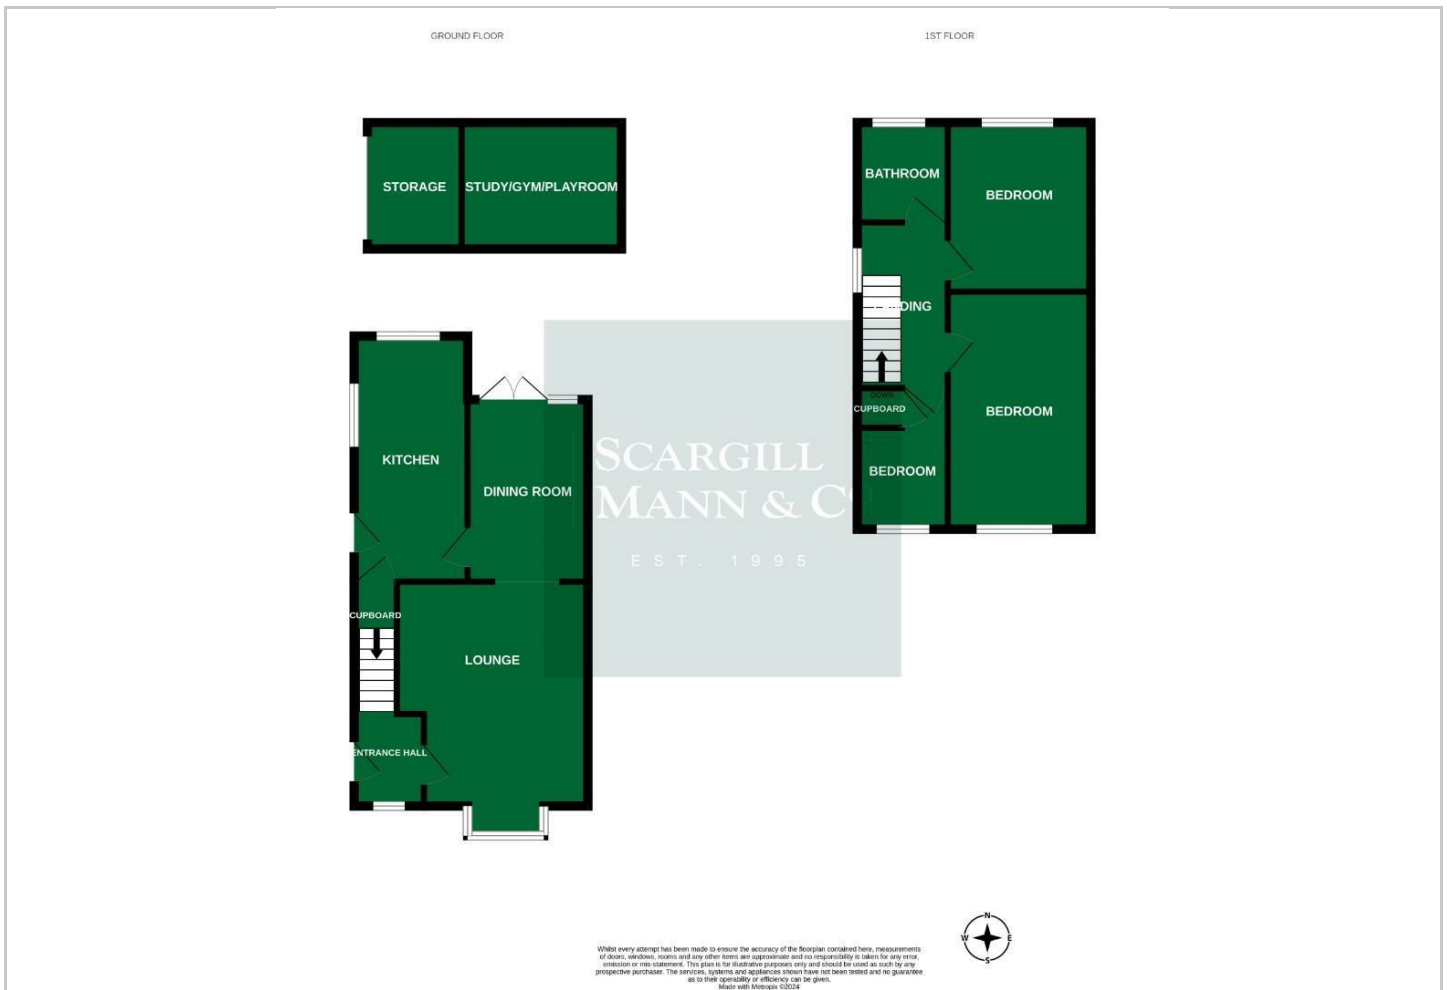 GROUND FLOOR
1ST FLOOR
STORAGE
STUDY/GYM/PLAYROOM
BATHROOM
BEDROOM
LANDING
BEDROOM
DOWN
CUPBOARD
BEDROOM
KITCHEN
DINING ROOM
CUPBOARD
LOUNGE
ENTRANCE HALL
SCARGILL
MANN & CO
EST. 1995
N
W E
S
Whilst every attempt has been made to ensure the accuracy of the floorplan contained here, measurements
of doors, windows, rooms and any other items are approximate and no responsibility is taken for any error,
omission or mis-statement. This plan is for illustrative purposes only and should be used as such by any
prospective purchaser. The services, systems and appliances shown have not been tested and no guarantee
as to their operability or efficiency can be given.
Made with Metropix ©2024